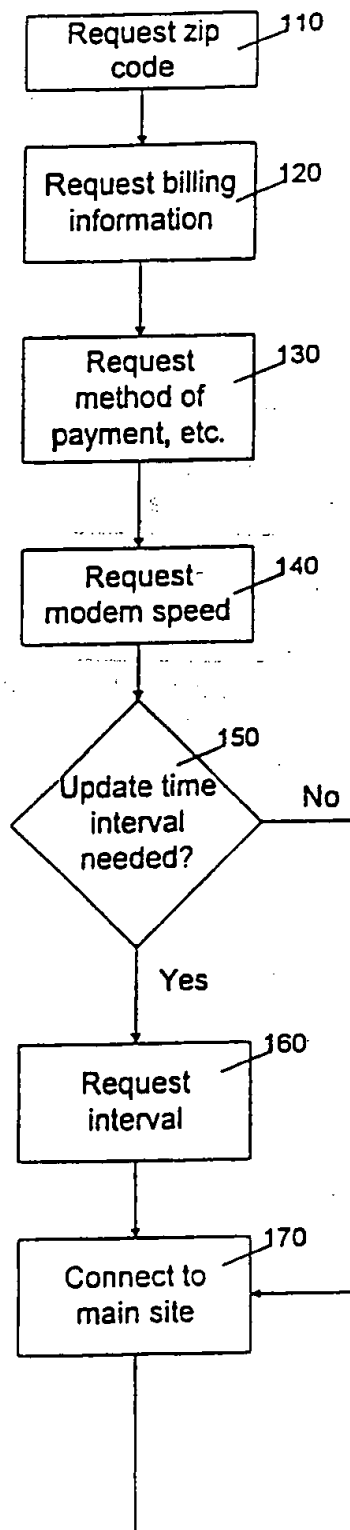 Request zip
code
110
Request billing
information
120
Request
method of
payment, etc.
130
Request
modem speed
140
Update time
interval
needed?
150
No
Yes
Request
interval
160
Connect to
main site
170